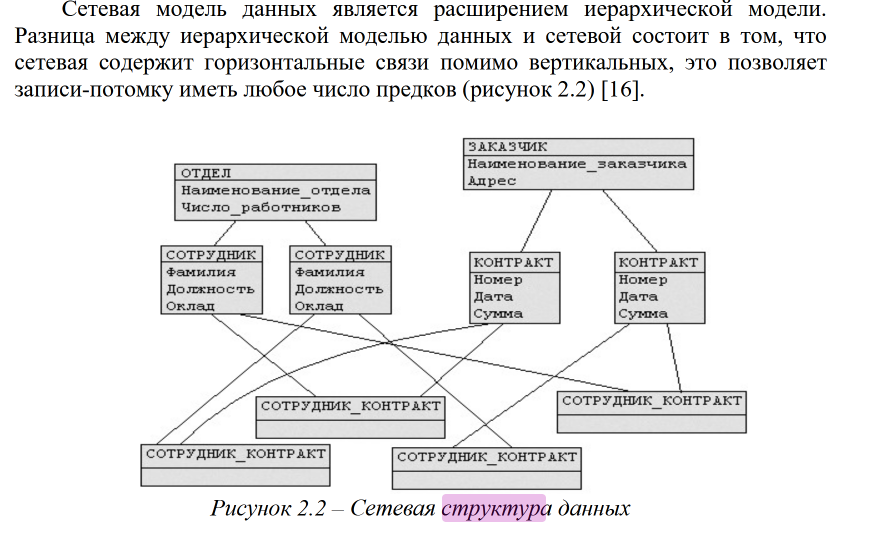 Сетевая модель данных является расширением иерархической модели.
Разница между иерархической моделью данных и сетевой состоит в том, что
сетевая содержит горизонтальные связи помимо вертикальных, это позволяет
записи-потомку иметь любое число предков (рисунок 2.2) [16].
ЗАКАЗЧИК
Наименование_заказчика
Адрес
ОТДЕЛ
Наименование_отдела
Число_работников
СОТРУДНИК
Фамилия
Должность
Оклад
СОТРУДНИК
Фамилия
Должность
Оклад
КОНТРАКТ
Номер
Дата
Сумма
КОНТРАКТ
Номер
Дата
Сумма
СОТРУДНИК_КОНТРАКТ
СОТРУДНИК_КОНТРАКТ
СОТРУДНИК_КОНТРАКТ
СОТРУДНИК_КОНТРАКТ
Рисунок 2.2 – Сетевая структура данных